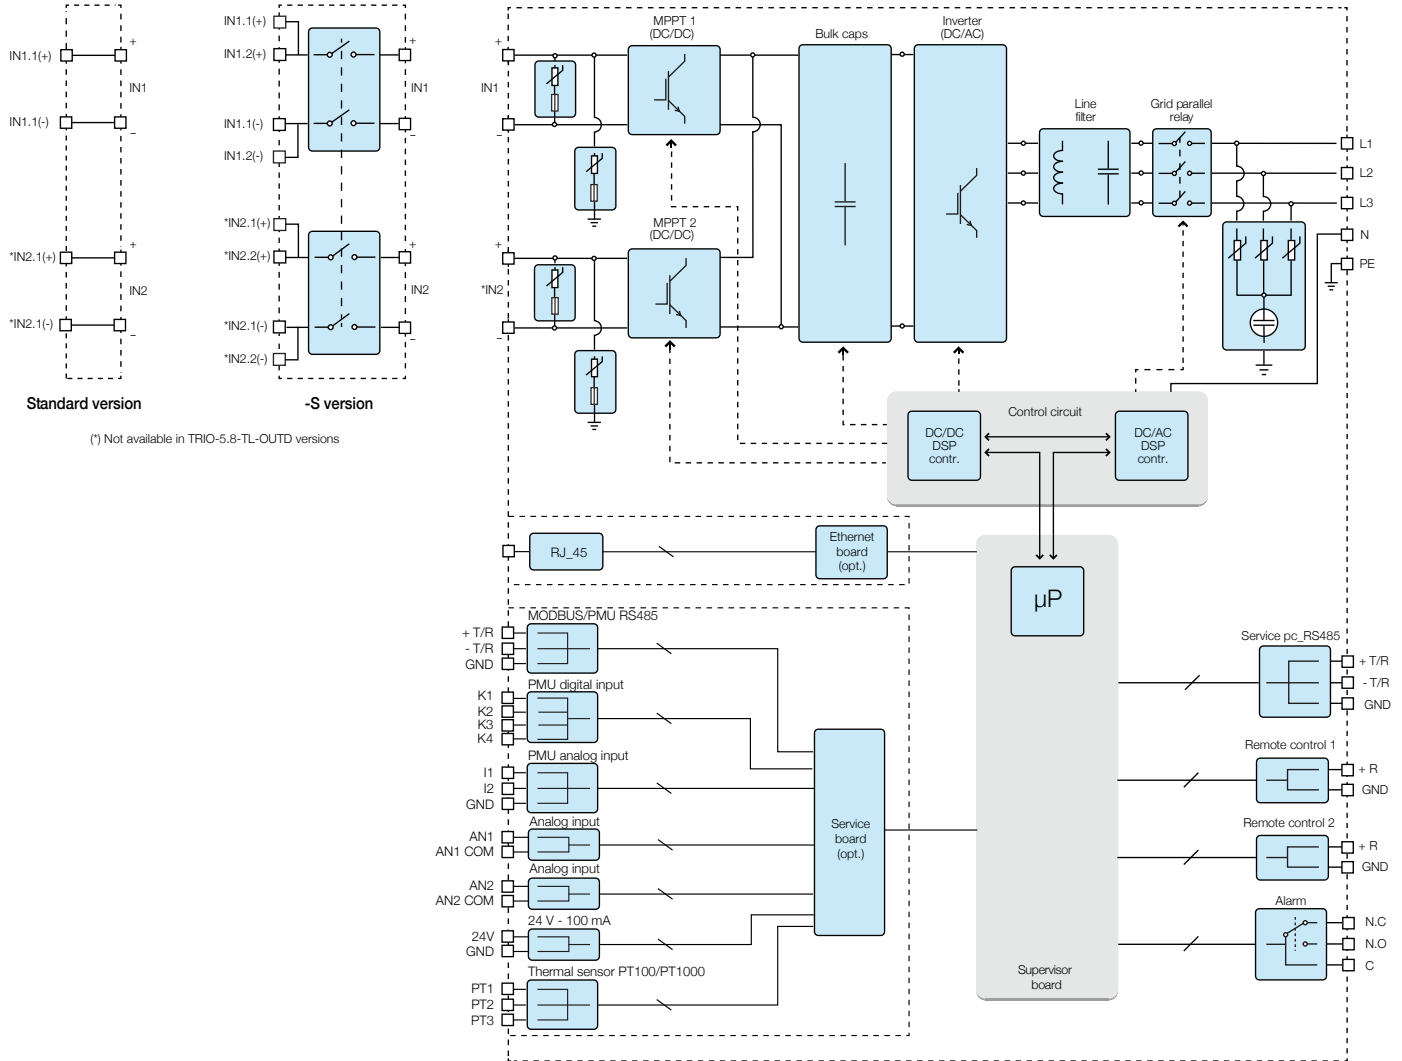 IN1.1(+)
+
IN1
IN1.1(-)
–
*IN2.1(+)
+
IN2
*IN2.1(-)
–
Standard version
IN1.1(+)
IN1.2(+)
+
IN1
IN1.1(-)
–
IN1.2(-)
*IN2.1(+)
*IN2.2(+)
+
IN2
*IN2.1(-)
–
*IN2.2(-)
-S version
(*) Not available in TRIO-5.8-TL-OUTD versions
+
IN1
–
+
*IN2
–
MPPT 1
(DC/DC)
MPPT 2
(DC/DC)
Bulk caps
Inverter
(DC/AC)
Line
filter
Grid parallel
relay
L1
L2
L3
N
PE
Control circuit
DC/DC
DSP
contr.
DC/AC
DSP
contr.
RJ_45
Ethernet
board
(opt.)
µP
MODBUS/PMU RS485
+ T/R
- T/R
GND
PMU digital input
K1
K2
K3
K4
PMU analog input
I1
I2
GND
Analog input
AN1
AN1 COM
Analog input
AN2
AN2 COM
24 V - 100 mA
24V
GND
Thermal sensor PT100/PT1000
PT1
PT2
PT3
Service
board
(opt.)
Supervisor
board
Service pc_RS485
+ T/R
- T/R
GND
Remote control 1
+ R
GND
Remote control 2
+ R
GND
Alarm
N.C
N.O
C